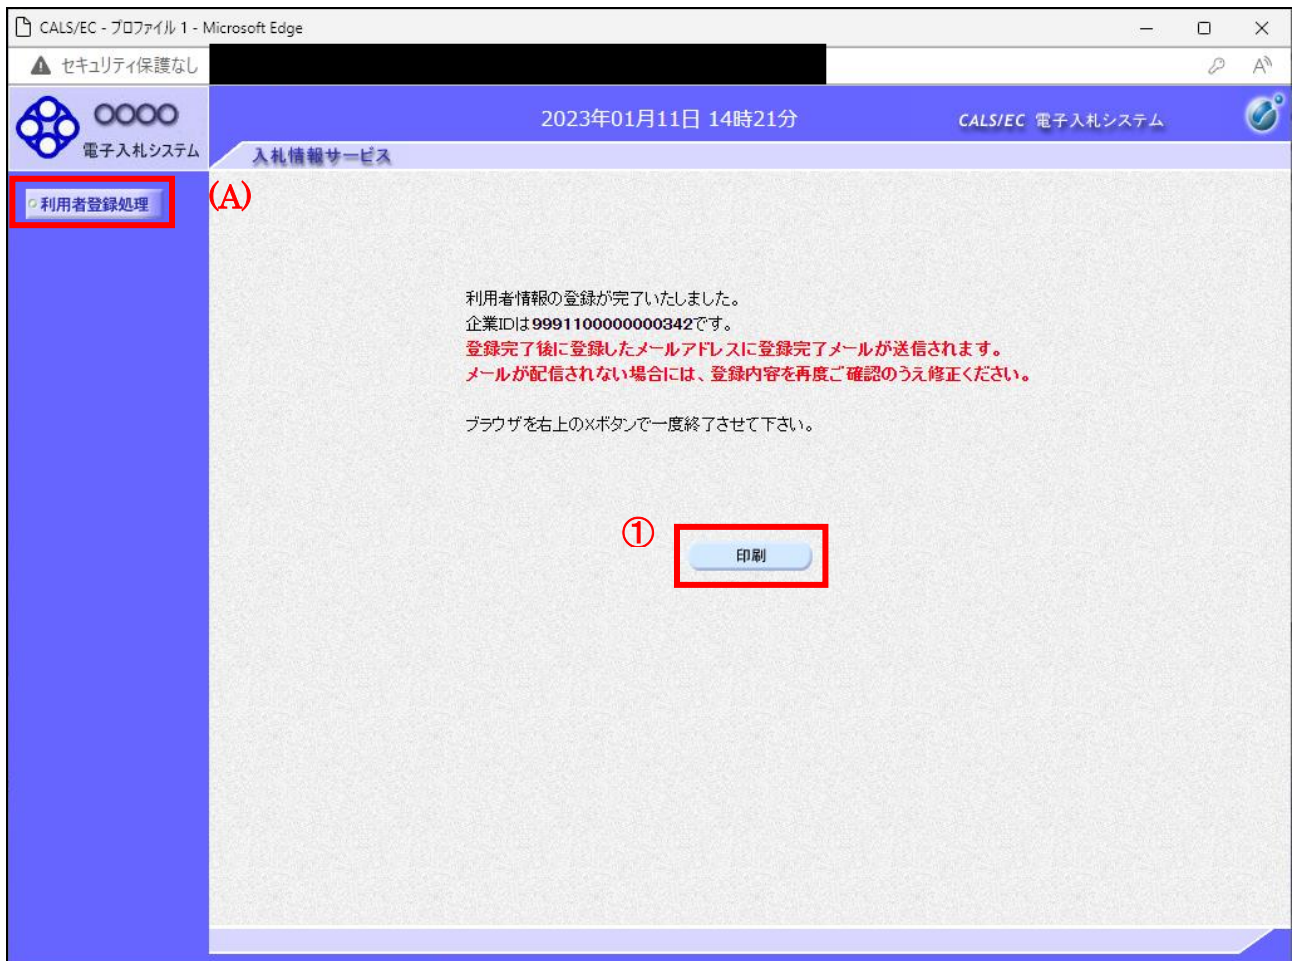 CALS/EC - プロファイル 1 - Microsoft Edge
セキュリティ保護なし
○○○○
電子入札システム
2023年01月11日 14時21分
CALS/EC 電子入札システム
入札情報サービス
利用者登録処理
(A)
利用者情報の登録が完了いたしました。
企業IDは9991100000000342です。
登録完了後に登録したメールアドレスに登録完了メールが送信されます。
メールが配信されない場合には、登録内容を再度ご確認のうえ修正ください。
ブラウザを右上の×ボタンで一度終了させて下さい。
①
印刷